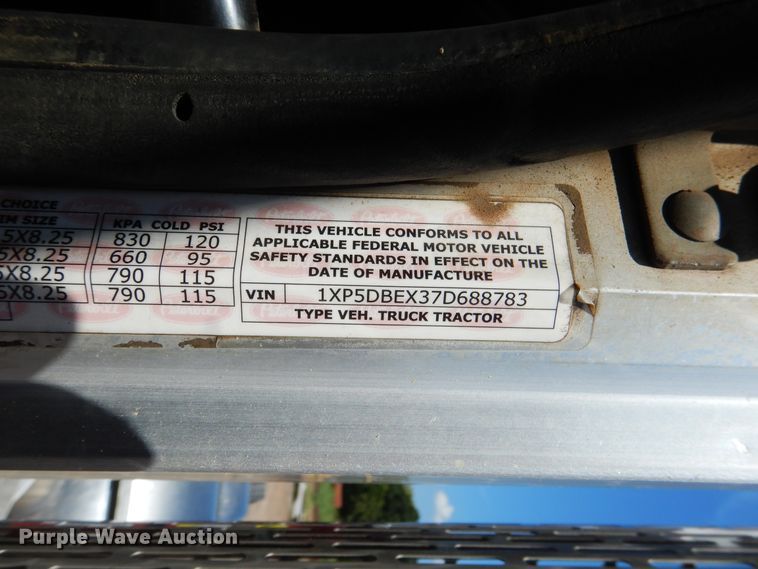 CHOICE
IM SIZE KPA COLD PSI
5X8.25 830 120
5X8.25 660 95
5X8.25 790 115
5X8.25 790 115
THIS VEHICLE CONFORMS TO ALL
APPLICABLE FEDERAL MOTOR VEHICLE
SAFETY STANDARDS IN EFFECT ON THE
DATE OF MANUFACTURE
VIN 1XP5DBEX37D688783
TYPE VEH. TRUCK TRACTOR
Purple Wave Auction